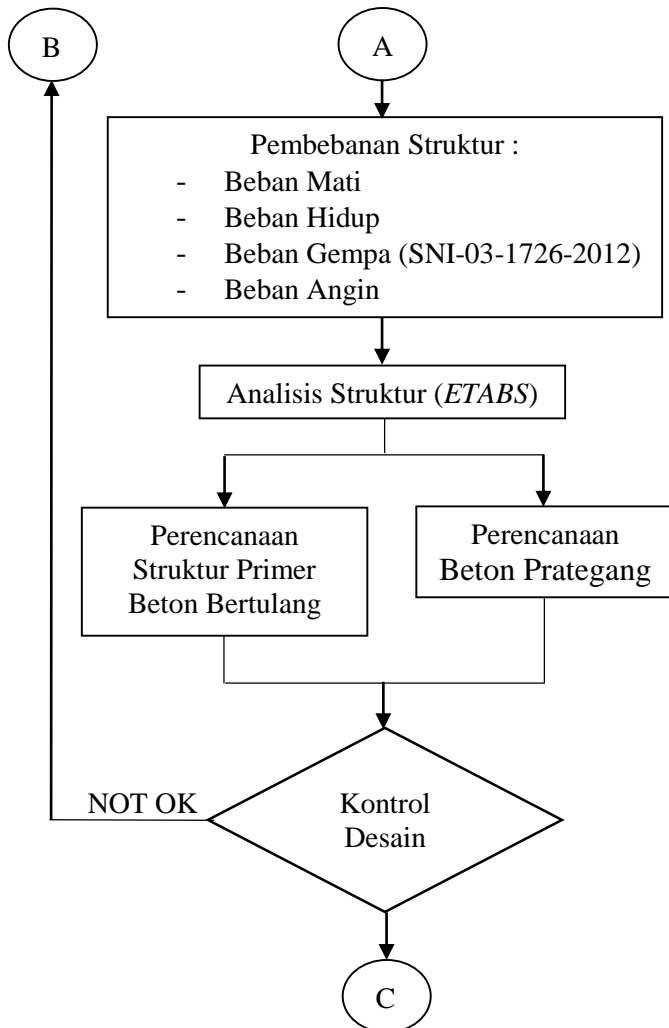 B
A
Pembebanan Struktur :
- Beban Mati
- Beban Hidup
- Beban Gempa (SNI-03-1726-2012)
- Beban Angin
Analisis Struktur (ETABS)
Perencanaan
Struktur Primer
Beton Bertulang
Perencanaan
Beton Prategang
NOT OK
Kontrol
Desain
C